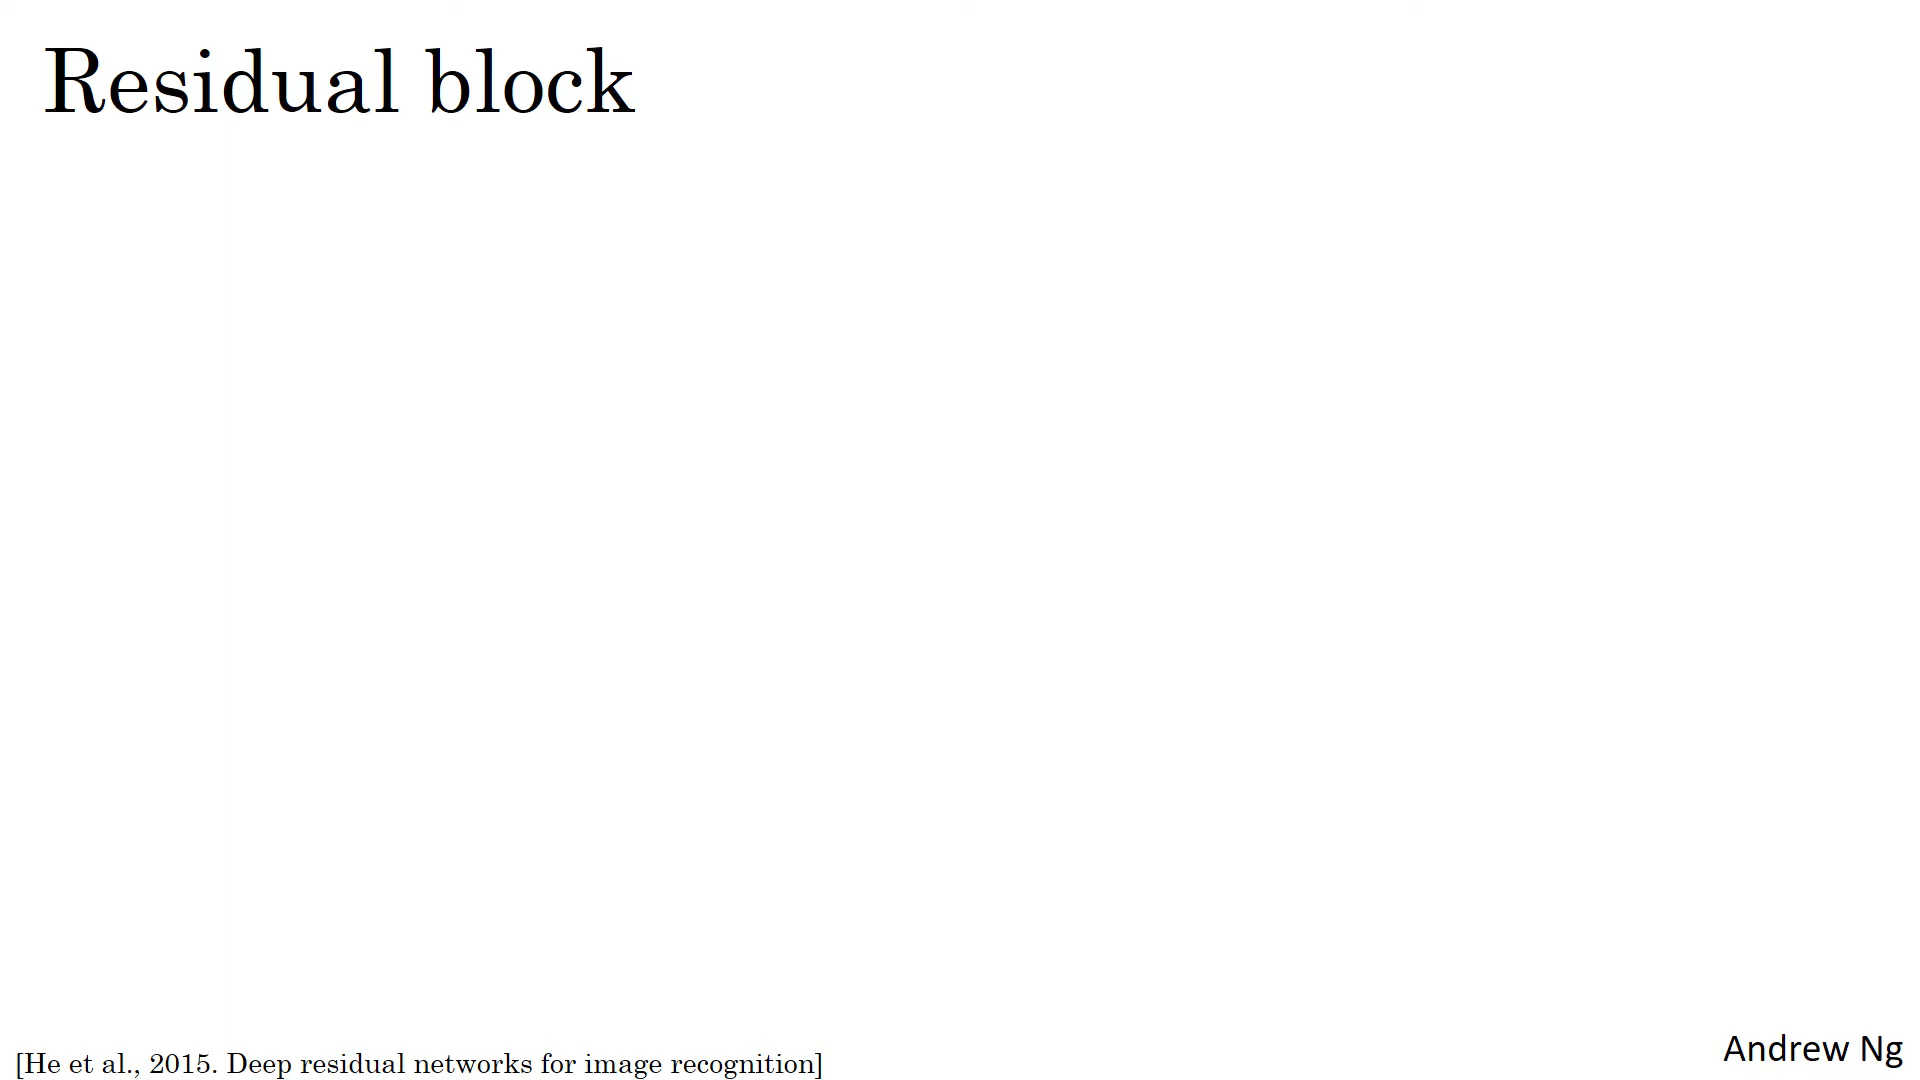 Residual block
[He et al., 2015. Deep residual networks for image recognition]
Andrew Ng